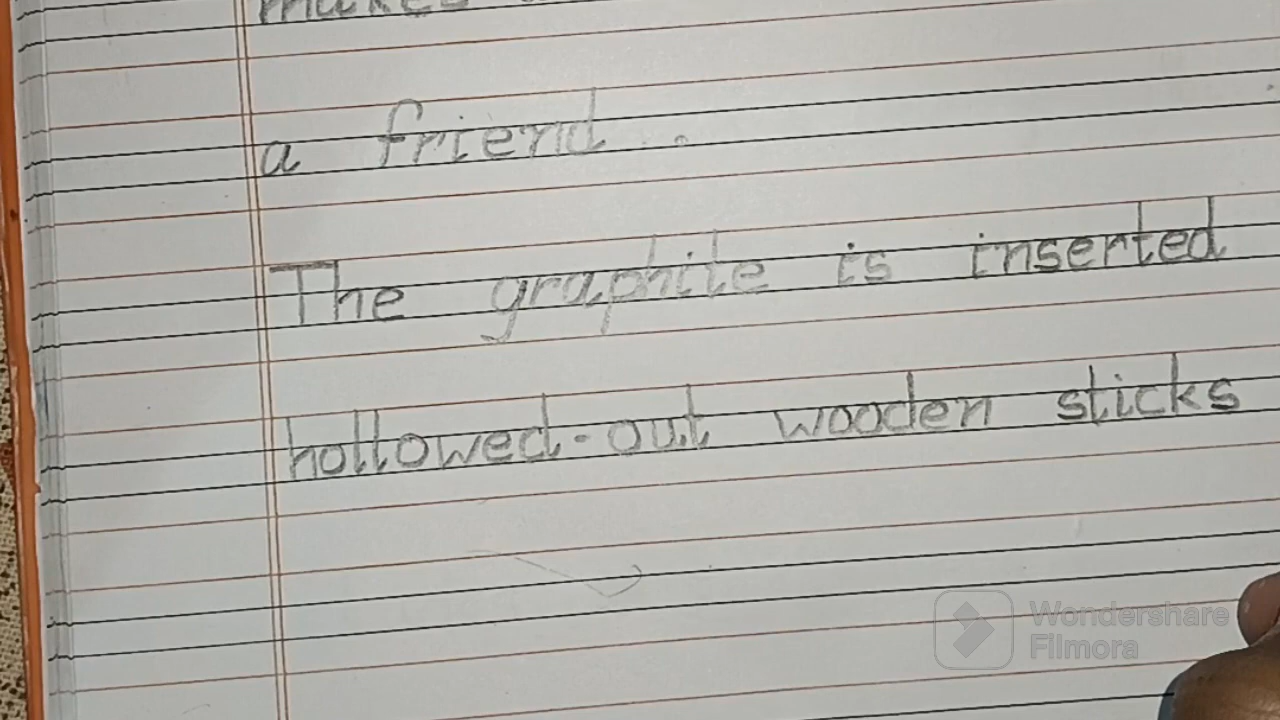 a friend .
The graphite is inserted
hollowed-out wooden sticks
Wondershare
Filmora